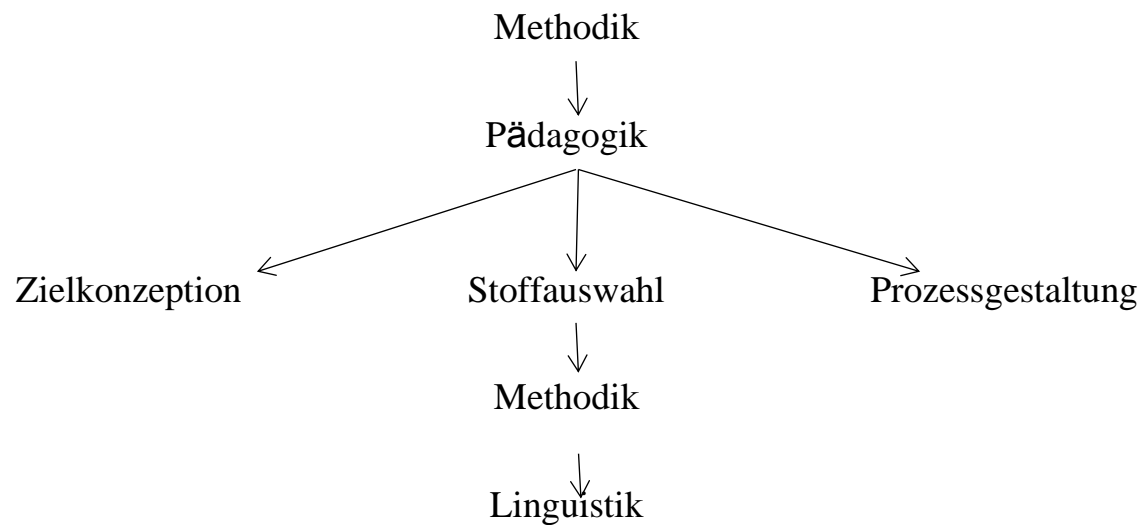 Methodik
Pädagogik
Zielkonzeption Stoffauswahl Prozessgestaltung
Methodik
Linguistik